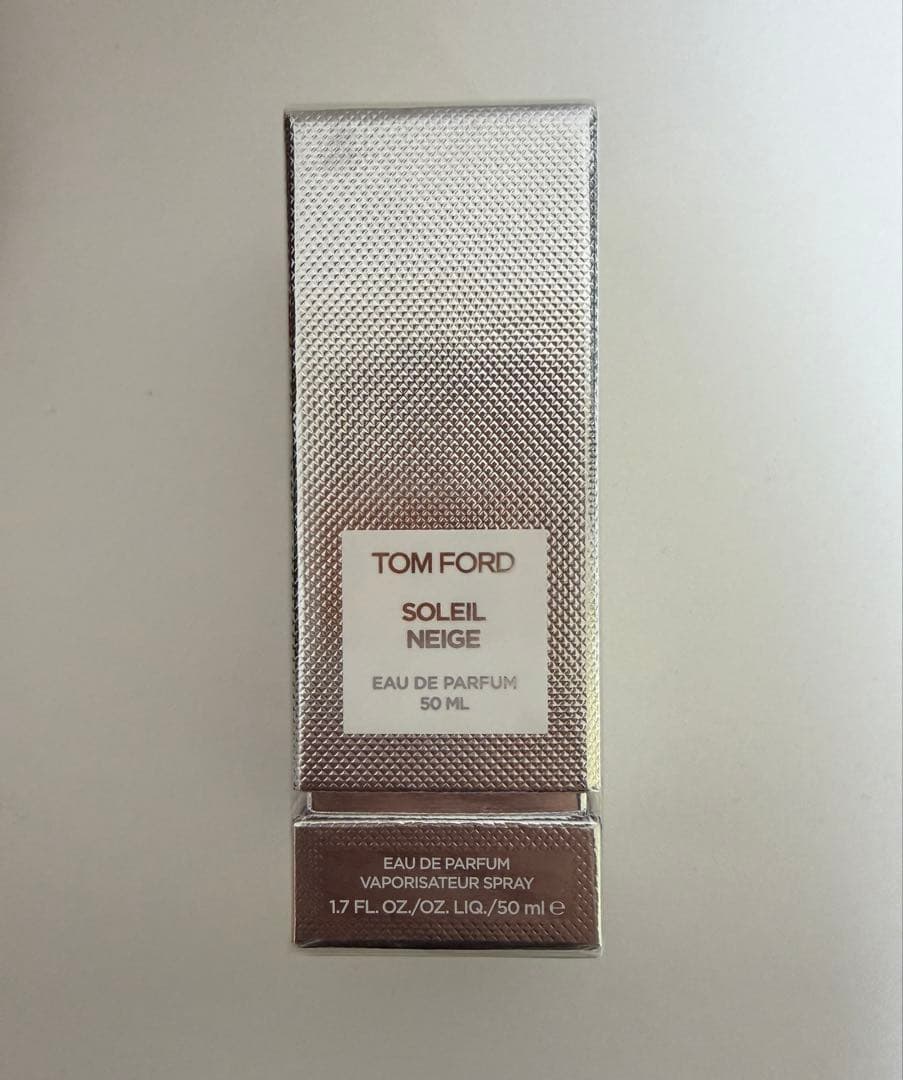 TOM FORD
SOLEIL
NEIGE
EAU DE PARFUM
50 ML
EAU DE PARFUM
VAPORISATEUR SPRAY
1.7 FL. OZ./OZ. LIQ./50 ml ℮